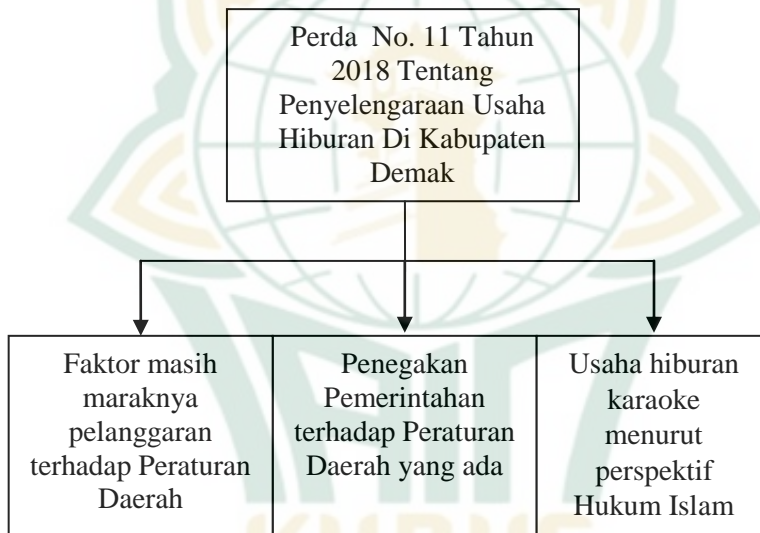 Perda No. 11 Tahun
2018 Tentang
Penyelengaraan Usaha
Hiburan Di Kabupaten
Demak
Faktor masih
maraknya
pelanggaran
terhadap Peraturan
Daerah
Penegakan
Pemerintahan
terhadap Peraturan
Daerah yang ada
Usaha hiburan
karaoke
menurut
perspektif
Hukum Islam
IAIN